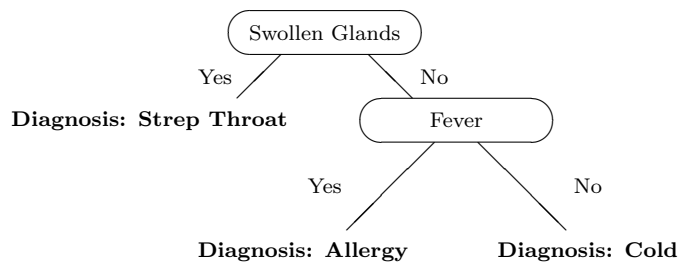 Swollen Glands
Yes
No
Diagnosis: Strep Throat
Fever
Yes
No
Diagnosis: Allergy
Diagnosis: Cold